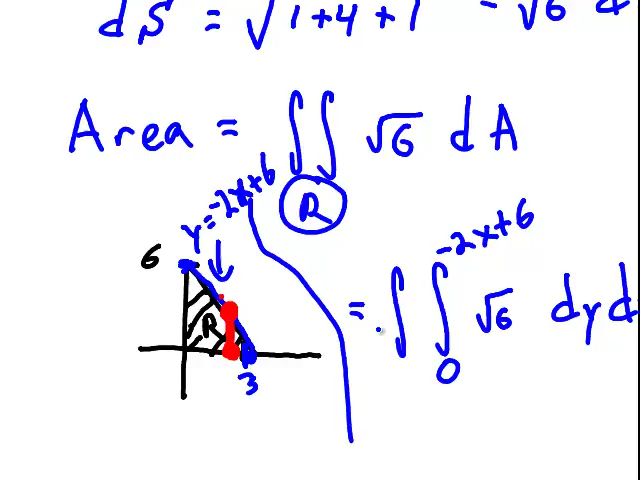 dS = √1+4+1 = √6 d
Area = ∬ √6 dA
R
y=-2x+6
6
R
3
= ∫ ∫ √6 dyd
-2x+6
0